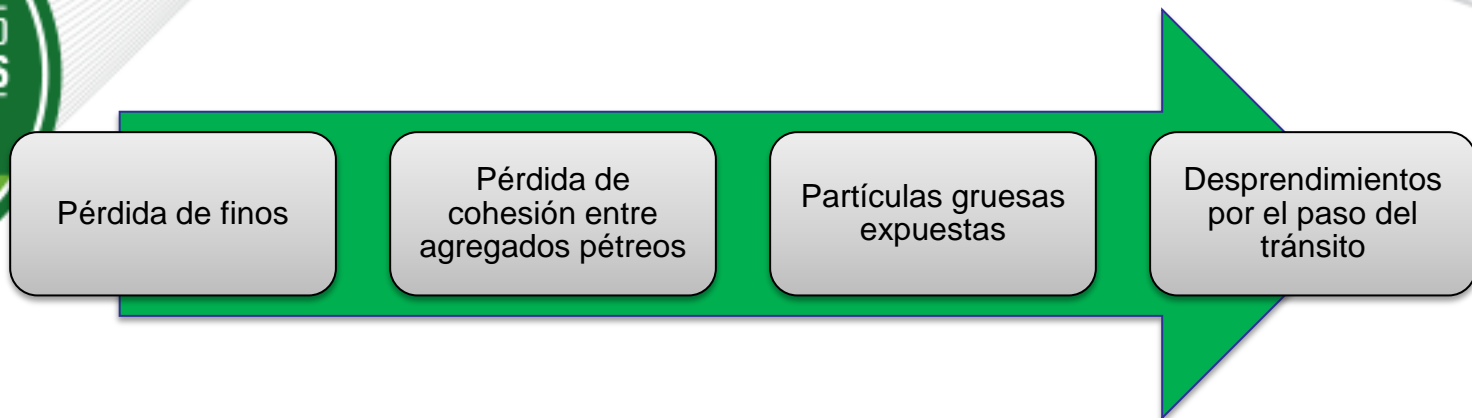 Pérdida de finos
Pérdida de
cohesión entre
agregados pétreos
Partículas gruesas
expuestas
Desprendimientos
por el paso del
tránsito